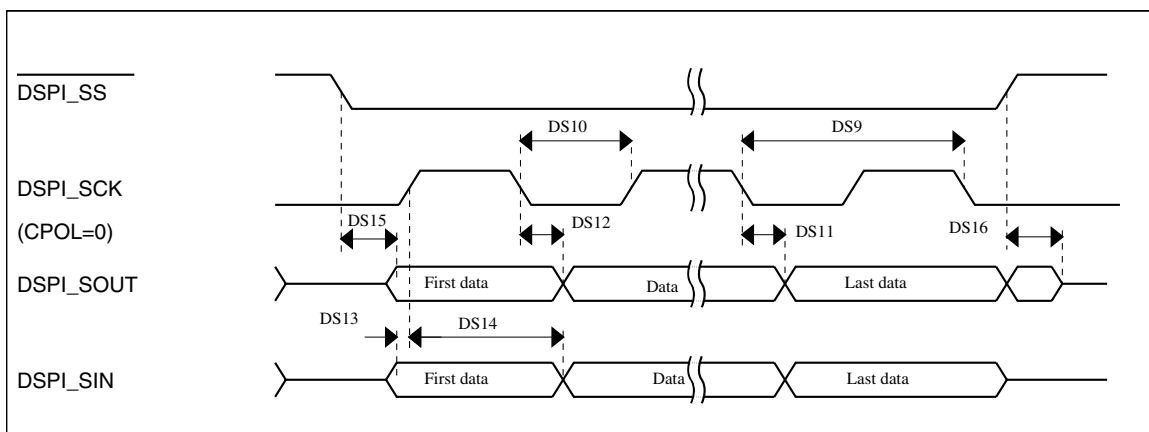 DSPI_SS
DS10
DS9
DSPI_SCK
DS15
DS12
(CPOL=0)
DS11
DS16
DSPI_SOUT
First data
Data
Last data
DS13
DS14
DSPI_SIN
First data
Data
Last data